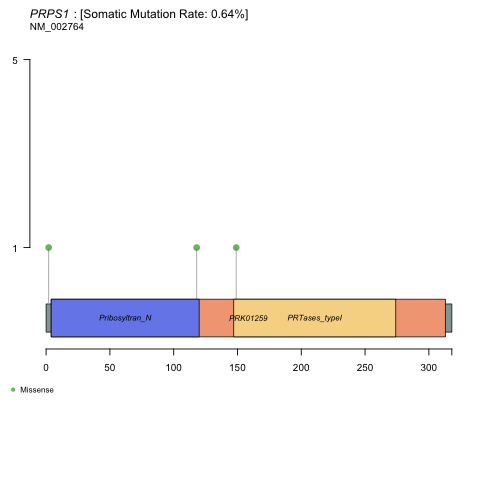 PRPS1 : [Somatic Mutation Rate: 0.64%]
NM_002764
5
1
Pribosyltran_N
PRK01259
PRTases_typeI
0 50 100 150 200 250 300
Missense